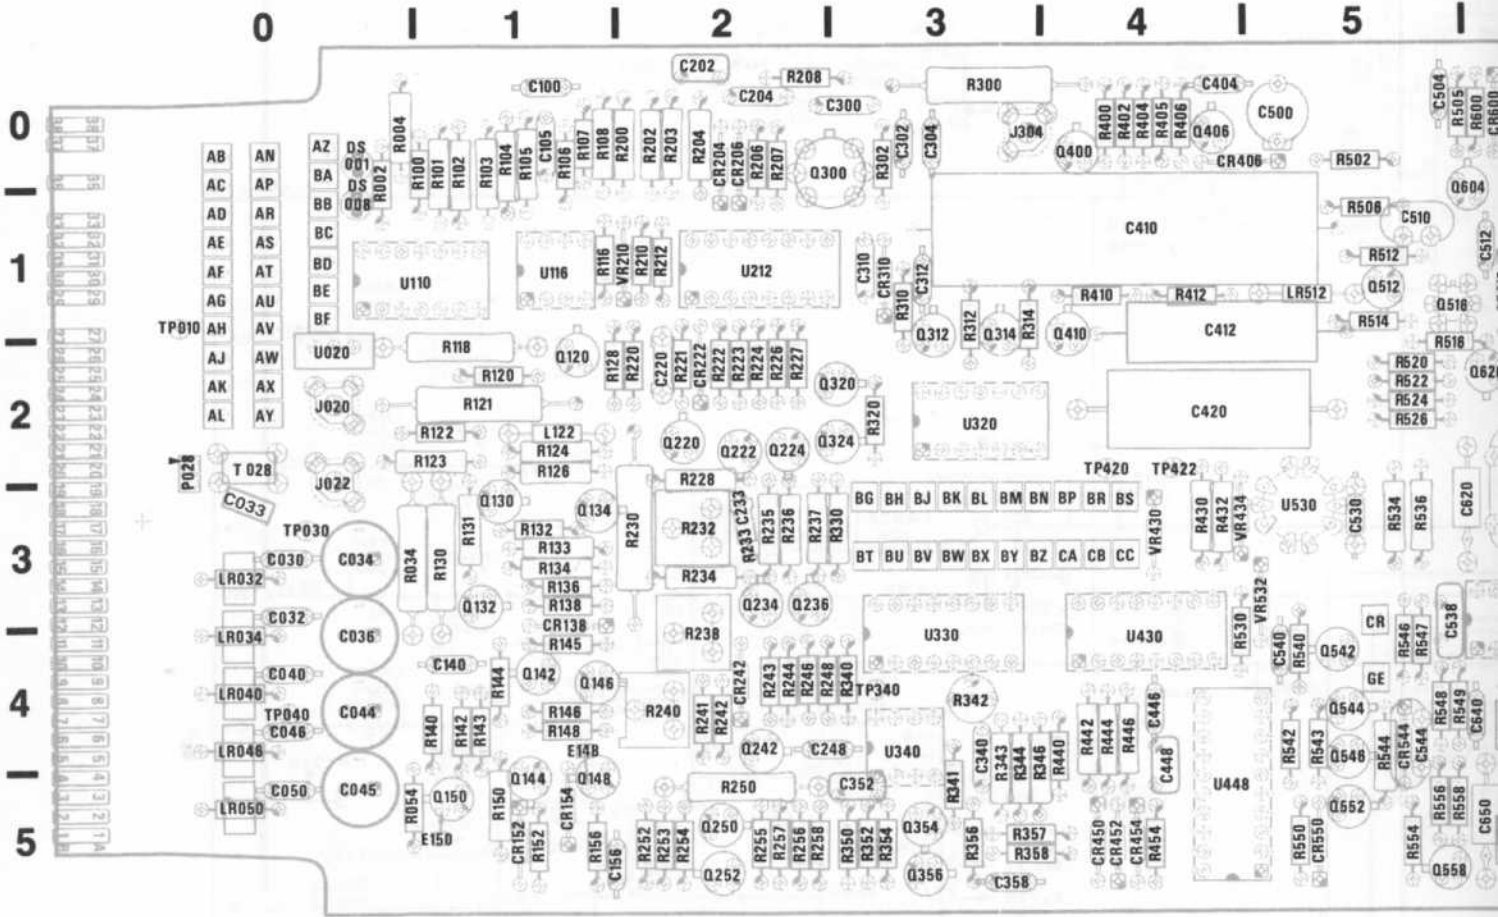 0 1 2 3 4 5
C202 R208 R300 C404 C504 R505 R600 CR600
C100 C204 C300 C500
0
R004 C105 R107 R108 R200 R202 R203 R204 C302 C304 J304 R400 R402 R404 R405 R406 Q406
AB AN AZ DS 001 R002 R100 R101 R102 R103 R104 R105 R106 CR204 CR206 R206 R207 Q300 R302 Q400 CR406 R502
AC AP BA DS 008 Q604
AD AR BB C410 R506 C510
AE AS BC
1
U110 U116 R116 VR210 R210 R212 U212 C310 CR310 C312 R512 C512
AF AT BD
AG AU BE R310 R312 R314 R410 R412 LR512 Q512 Q516
TP010 AH AV BF Q312 Q314 Q410 C412 R514
AJ AW U020 R118 Q120 R128 R220 C220 R221 CR222 R222 R223 R224 R226 R227 R516
AK AX R120 Q320 R520 Q620
R522
2
AL AY J020 R121 R320 U320 C420 R524
R122 L122 Q220 Q222 Q224 Q324 R526
R124
P028 T 028 J022 R123 R126 R228 TP420 TP422
C033 Q130 Q134 R230 R232 C233 R233 R235 R236 R237 R330 BG BH BJ BK BL BM BN BP BR BS VR430 R430 R432 VR434 U530 C530 R534 R536 C620
TP030 R131 R132
3
C030 C034 R034 R130 R133 BT BU BV BW BX BY BZ CA CB CC
LR032 R134 R234
R136
C032 Q132 R138 Q234 Q236 VR532
LR034 C036 CR138 R238 U330 U430 R530 CR C538
R145 C540 R540 Q542 R546 R547
C040 C140 R144 Q142 Q146 CR242 R243 R244 R246 R248 R340 TP340 GE
LR040 R342
4
TP040 C044 R140 R142 R143 R146 R240 R241 R242 C446 Q544 R548 R549 C640
C046 R148 U340 C340 R343 R344 R346 R440 R442 R444 R446 R542 R543 R544 CR544 C544
LR046 E148 Q242 C248 C448 Q546
C050 C045 R054 Q150 R150 Q144 Q148 R250 C352 R341 U448 Q552 R556 R558 C650
LR050 E150 CR152 R152 CR154 R156 C156 R252 R253 R254 Q250 R255 R257 R256 R258 R350 R352 R354 Q354 R356 R357 CR450 CR452 CR454 R454 R550 CR550 R554
5
R358
Q252 Q356 C358 Q558